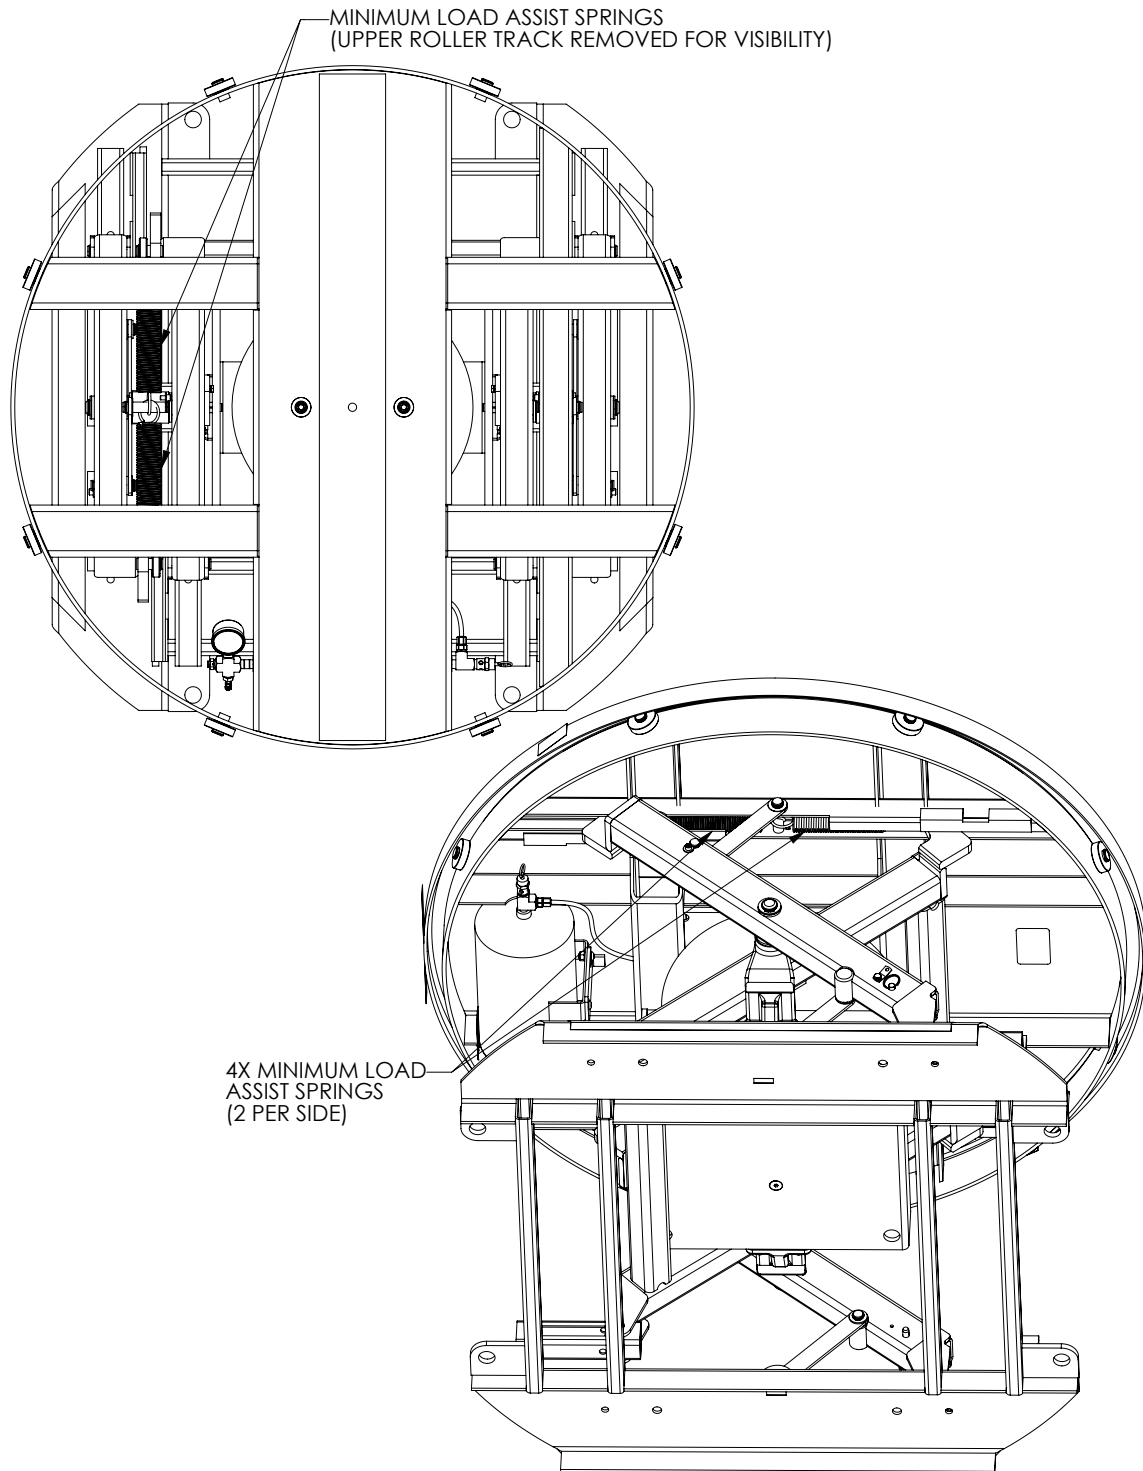 MINIMUM LOAD ASSIST SPRINGS
(UPPER ROLLER TRACK REMOVED FOR VISIBILITY)
4X MINIMUM LOAD
ASSIST SPRINGS
(2 PER SIDE)